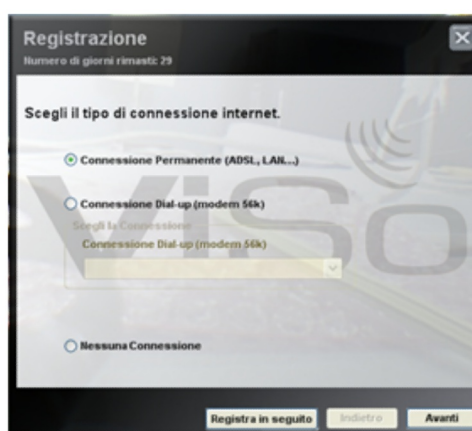 Registrazione
Numero di giorni rimasti: 29
Scegli il tipo di connessione internet.
Connessione Permanente (ADSL, LAN...)
Connessione Dial-up (modem 56k)
Scegli la Connessione
Connessione Dial-up (modem 56k)
Nessuna Connessione
ViSo
Registra in seguito
Indietro
Avanti